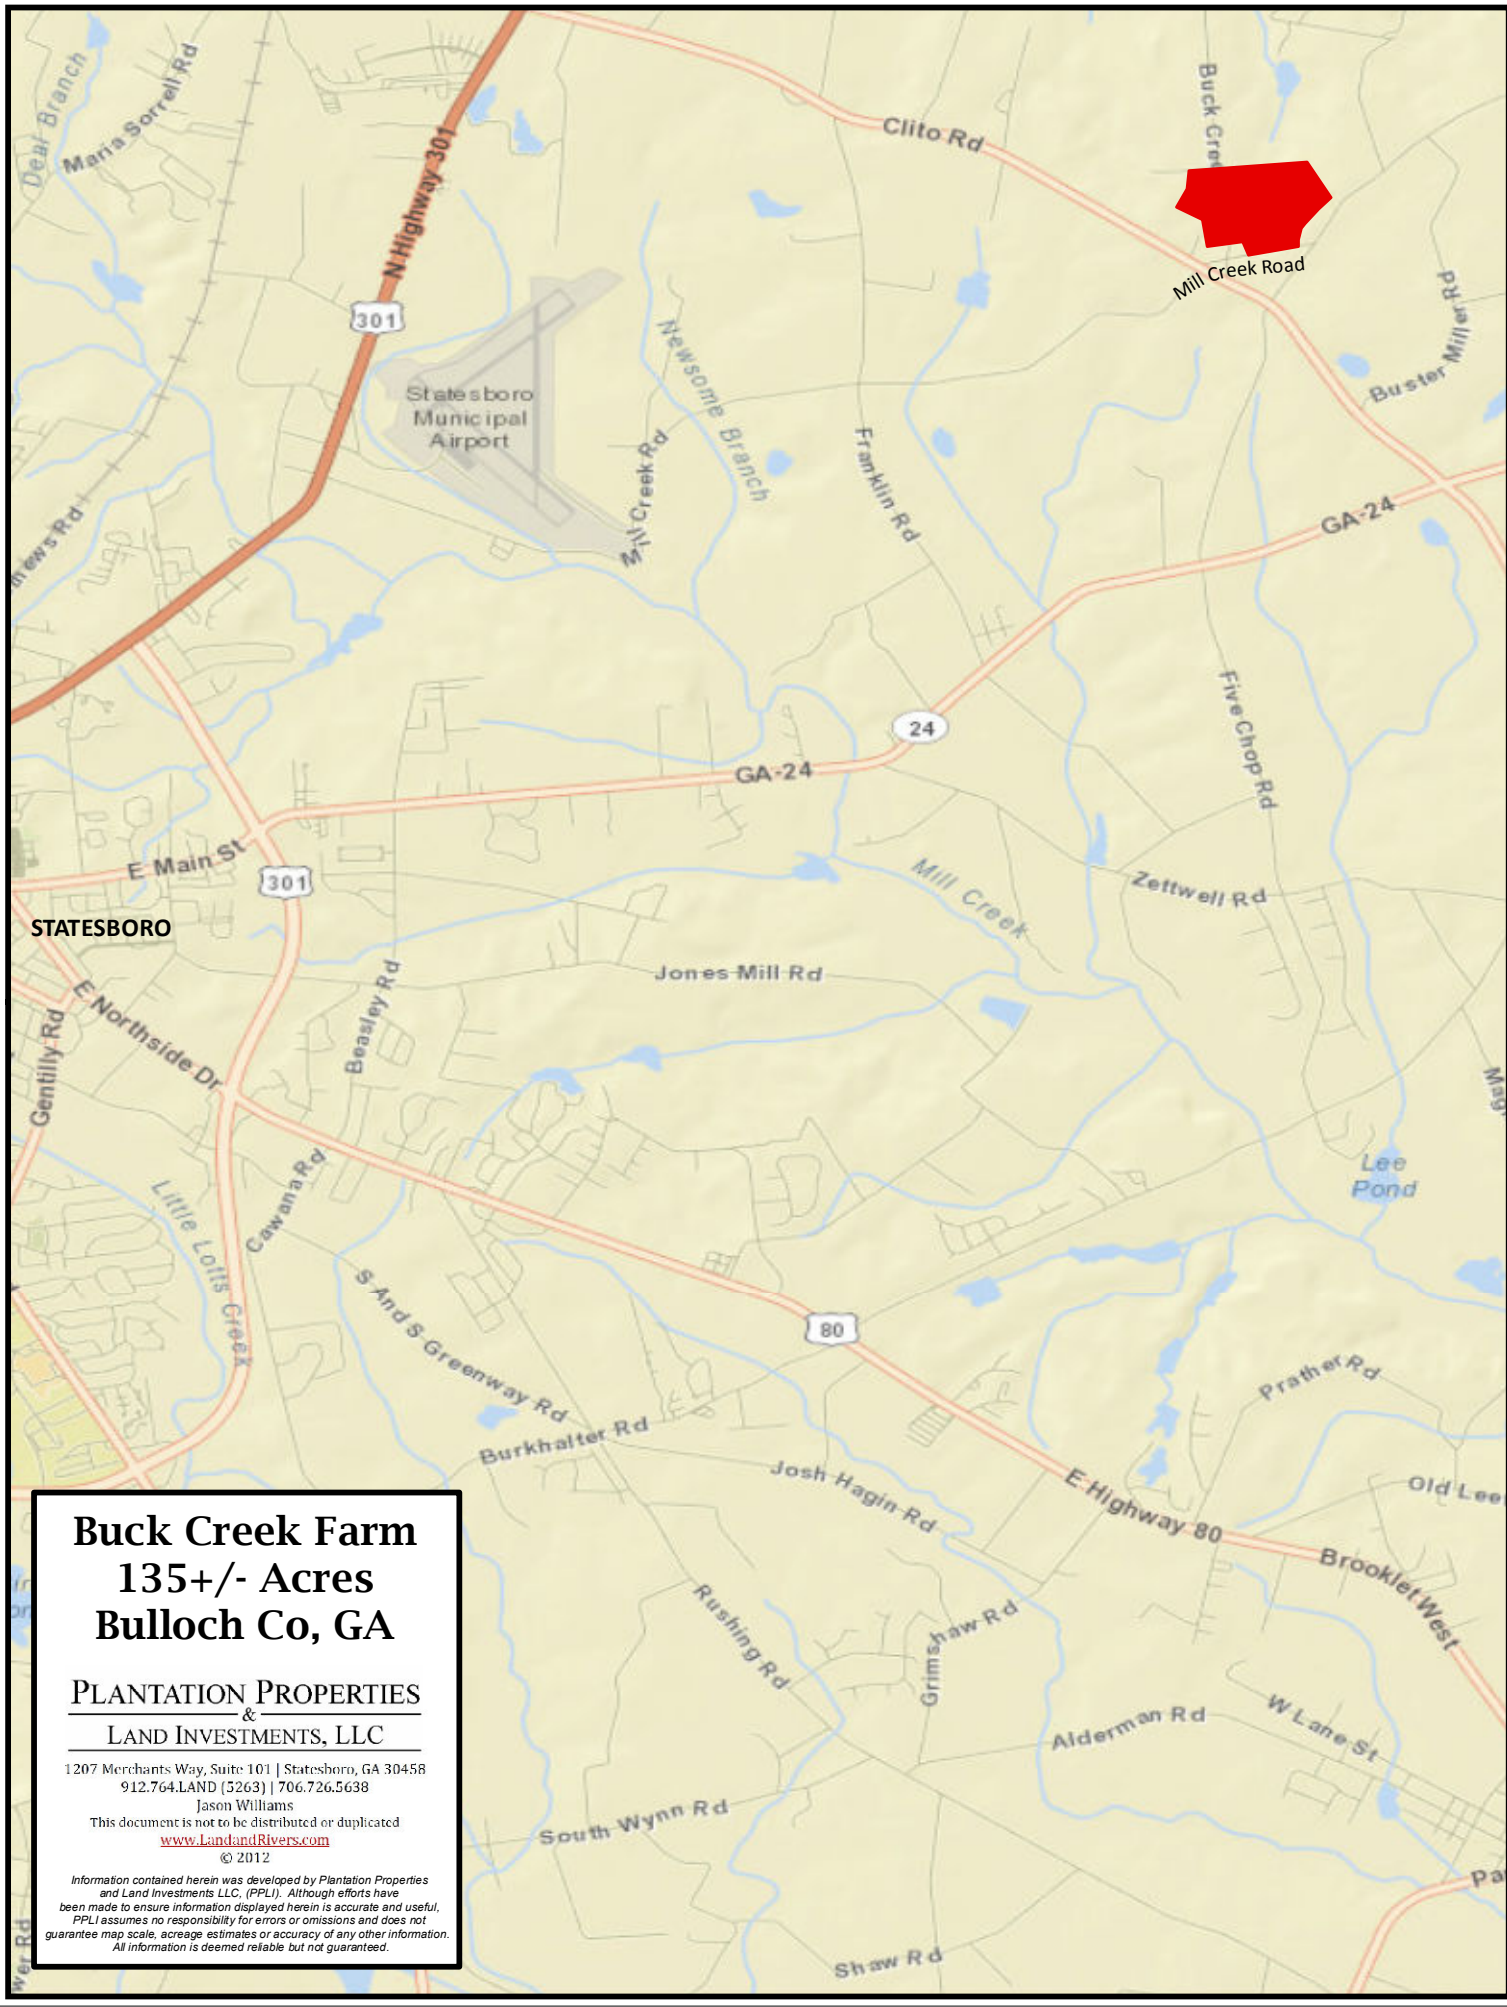 Deal Branch
Maria Sorrell Rd
N Highway 301
301
Clito Rd
Buck Cree
Mill Creek Road
Buster Miller Rd
Statesboro
Municipal
Airport
Newsome Branch
Mill Creek Rd
Franklin Rd
GA-24
hews Rd
Five Chop Rd
24
GA-24
E Main St
301
STATESBORO
Mill Creek
Zettwell Rd
Jones Mill Rd
Beasley Rd
E Northside Dr
Gentilly Rd
Mag
Lee
Pond
Cawana Rd
Little Lotts Creek
S And S Greenway Rd
80
Prather Rd
Burkhalter Rd
Josh Hagin Rd
E Highway 80
Old Lee
Brooklet West
Rushing Rd
Grimshaw Rd
Alderman Rd
W Lane St
South Wynn Rd
Pa
Shaw Rd
wer Rd
Buck Creek Farm
135+/- Acres
Bulloch Co, GA
PLANTATION PROPERTIES
&
LAND INVESTMENTS, LLC
1207 Merchants Way, Suite 101 | Statesboro, GA 30458
912.764.LAND (5263) | 706.726.5638
Jason Williams
This document is not to be distributed or duplicated
www.LandandRivers.com
© 2012
Information contained herein was developed by Plantation Properties
and Land Investments LLC, (PPLI). Although efforts have
been made to ensure information displayed herein is accurate and useful,
PPLI assumes no responsibility for errors or omissions and does not
guarantee map scale, acreage estimates or accuracy of any other information.
All information is deemed reliable but not guaranteed.